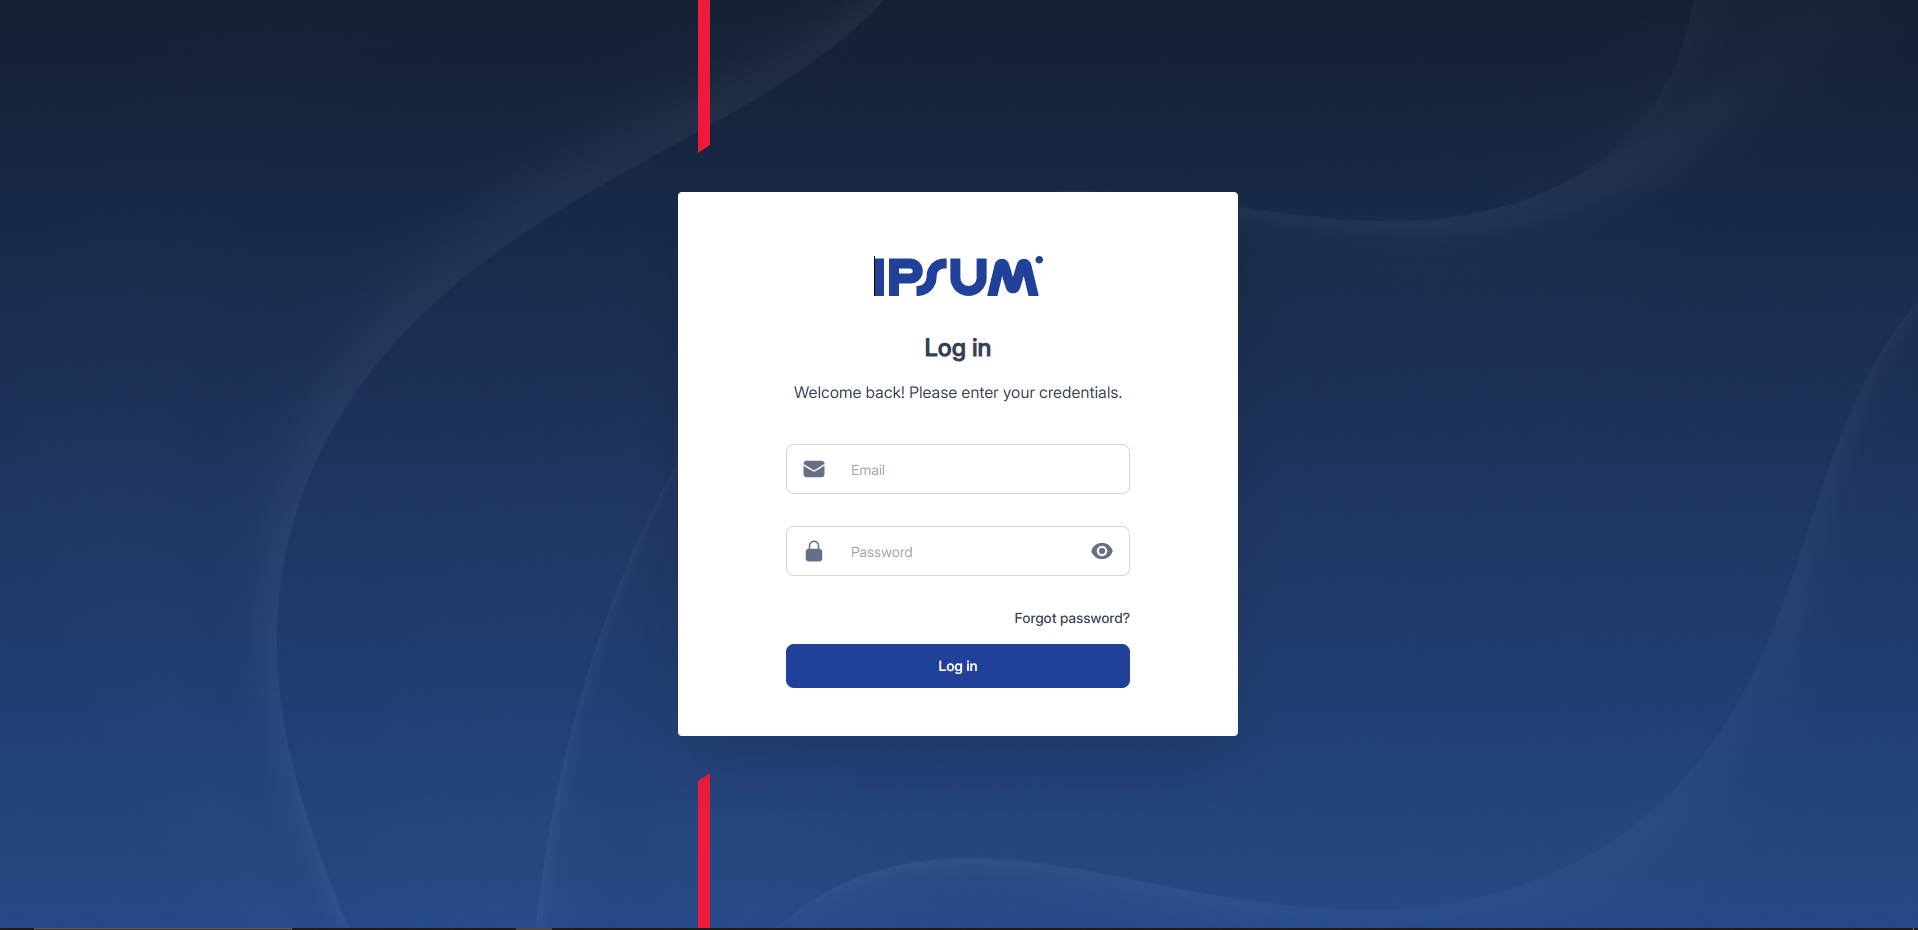 IPSUM
Log in
Welcome back! Please enter your credentials.
Email
Password
Forgot password?
Log in